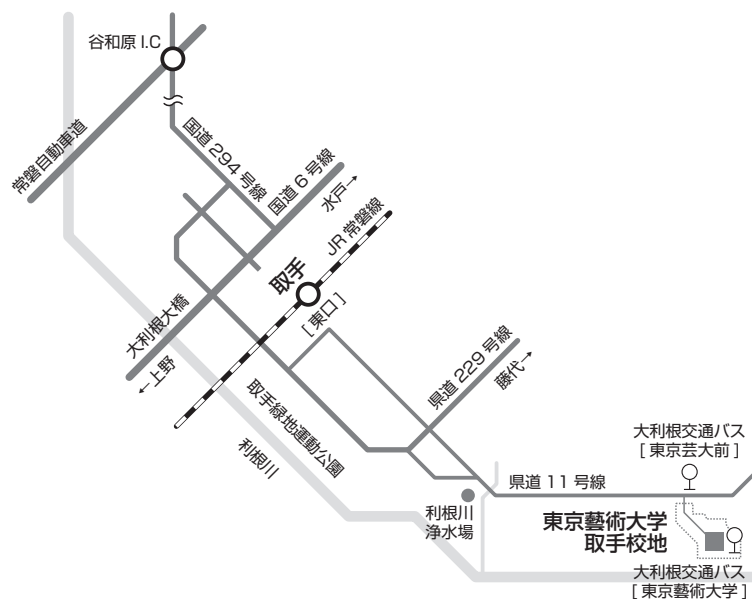 谷和原 I.C
常磐自動車道
国道 294 号線
国道 6 号線
水戸→
JR 常磐線
取手
[ 東口 ]
大利根大橋
←上野
取手緑地運動公園
利根川
県道 229 号線
藤代→
大利根交通バス
[ 東京芸大前 ]
県道 11 号線
利根川
浄水場
東京藝術大学
取手校地
大利根交通バス
[ 東京藝術大学 ]